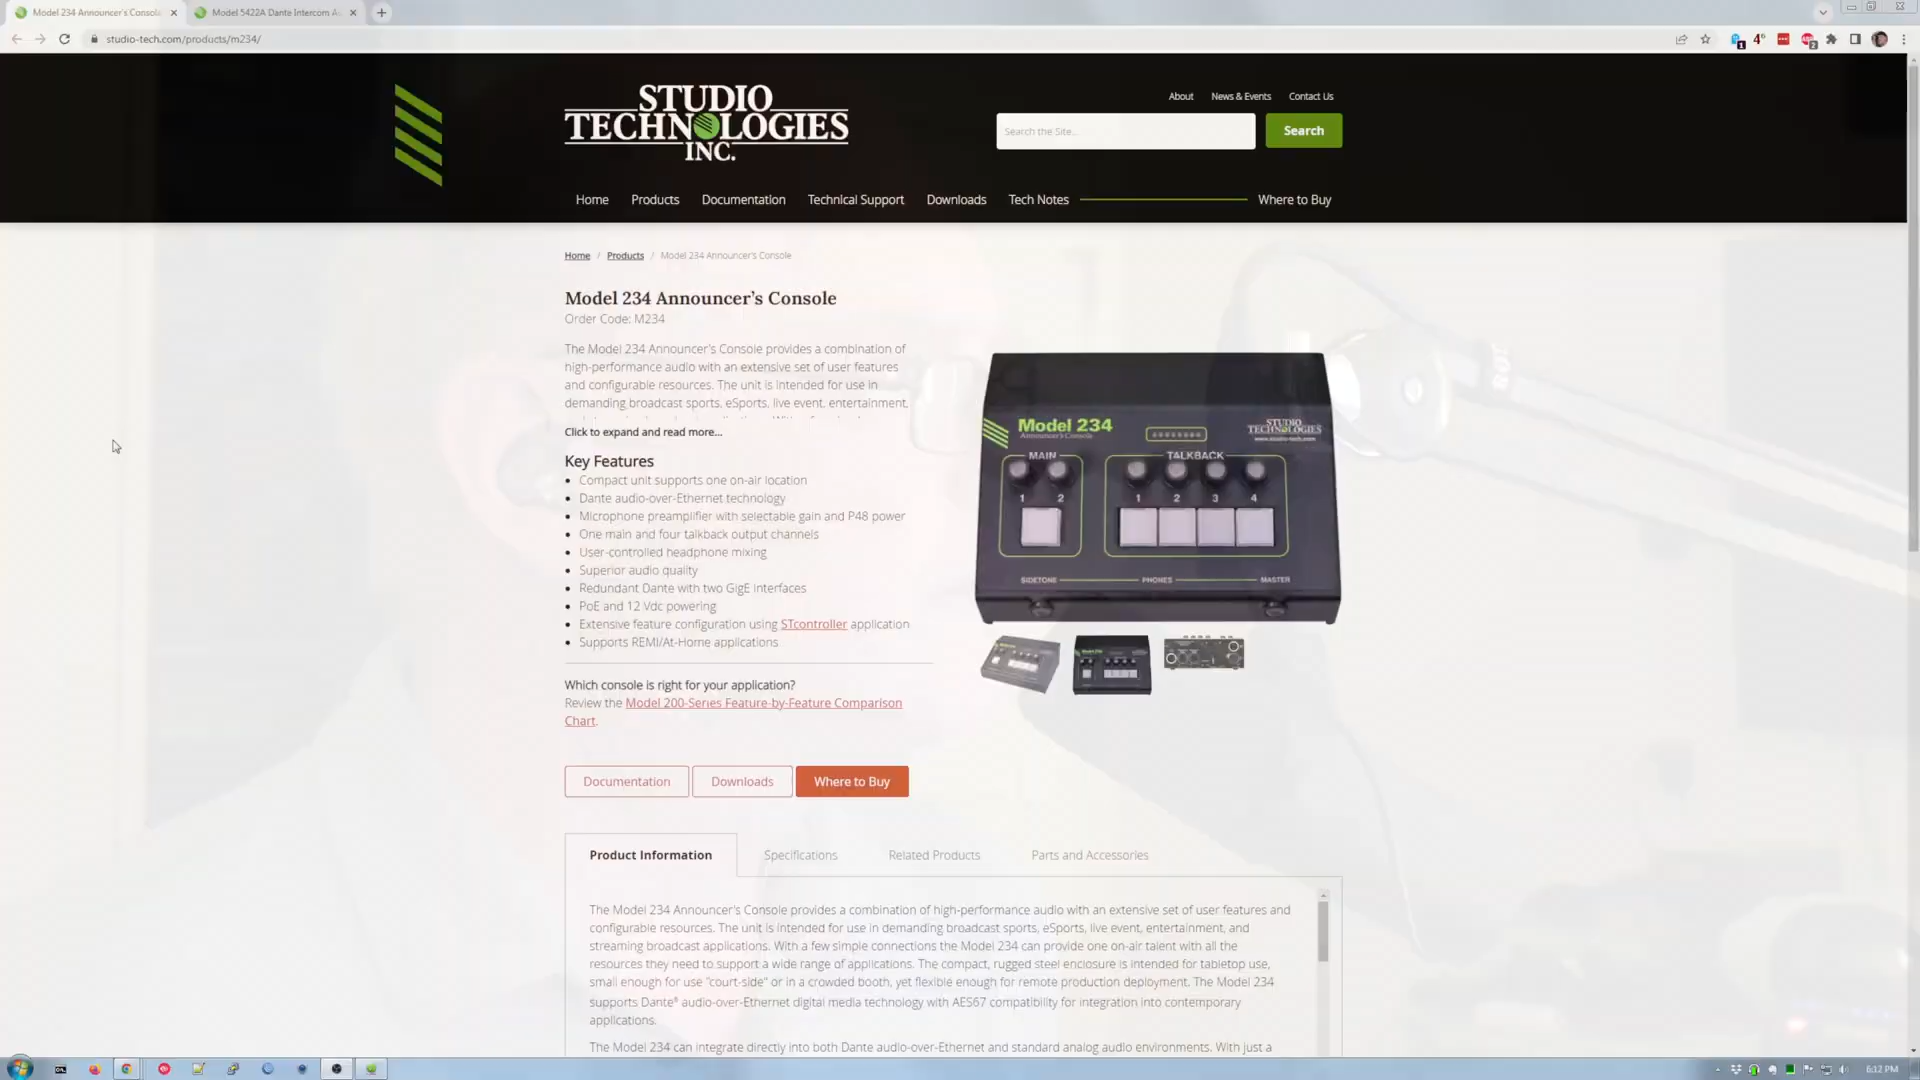 Model 234 Announcer's Consol
Model 5422A Dante Intercom A
studio-tech.com/products/m234/
STUDIO
TECHNOLOGIES
INC.
About
News & Events
Contact Us
Search the Site...
Search
Home
Products
Documentation
Technical Support
Downloads
Tech Notes
Where to Buy
Home / Products / Model 234 Announcer's Console
Model 234 Announcer's Console
Order Code: M234
The Model 234 Announcer's Console provides a combination of
high-performance audio with an extensive set of user features
and configurable resources. The unit is intended for use in
demanding broadcast sports, eSports, live event, entertainment,
Click to expand and read more...
Key Features
Compact unit supports one on-air location
Dante audio-over-Ethernet technology
Microphone preamplifier with selectable gain and P48 power
One main and four talkback output channels
User-controlled headphone mixing
Superior audio quality
Redundant Dante with two GigE interfaces
PoE and 12 Vdc powering
Extensive feature configuration using STcontroller application
Supports REMI/At-Home applications
Which console is right for your application?
Review the Model 200-Series Feature-by-Feature Comparison
Chart.
Model 234
Announcer's Console
STUDIO
TECHNOLOGIES
www.studio-tech.com
MAIN
TALKBACK
1 2
1 2 3 4
SIDETONE
PHONES
MASTER
Documentation
Downloads
Where to Buy
Product Information
Specifications
Related Products
Parts and Accessories
The Model 234 Announcer's Console provides a combination of high-performance audio with an extensive set of user features and
configurable resources. The unit is intended for use in demanding broadcast sports, eSports, live event, entertainment, and
streaming broadcast applications. With a few simple connections the Model 234 can provide one on-air talent with all the
resources they need to support a wide range of applications. The compact, rugged steel enclosure is intended for tabletop use,
small enough for use "court-side" or in a crowded booth, yet flexible enough for remote production deployment. The Model 234
supports Dante® audio-over-Ethernet digital media technology with AES67 compatibility for integration into contemporary
applications.
The Model 234 can integrate directly into both Dante audio-over-Ethernet and standard analog audio environments. With just a
6:12 PM